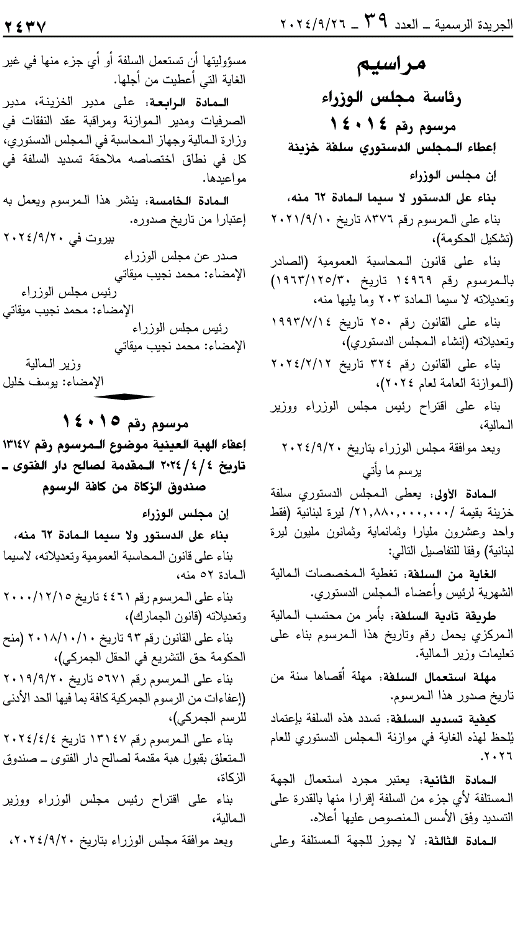 الجريدة الرسمية ـ العدد ٣٩ ـ ٢٠٢٤/٩/٢٦
٢٤٣٧
مراسيم
رئاسة مجلس الوزراء
مرسوم رقم ١٤٠١٤
إعطاء المجلس الدستوري سلفة خزينة
إن مجلس الوزراء
بناء على الدستور لا سيما المادة ٦٢ منه،
بناء على المرسوم رقم ٨٣٧٦ تاريخ ٢٠٢١/٩/١٠
(تشكيل الحكومة)،
بناء على قانون المحاسبة العمومية (الصادر
بالمرسوم رقم ١٤٩٦٩ تاريخ ١٩٦٣/١٢٥/٣٠)
وتعديلاته لا سيما المادة ٢٠٣ وما يليها منه،
بناء على القانون رقم ٢٥٠ تاريخ ١٩٩٣/٧/١٤
وتعديلاته (إنشاء المجلس الدستوري)،
بناء على القانون رقم ٣٢٤ تاريخ ٢٠٢٤/٢/١٢
(الموازنة العامة لعام ٢٠٢٤)،
بناء على اقتراح رئيس مجلس الوزراء ووزير
المالية،
وبعد موافقة مجلس الوزراء بتاريخ ٢٠٢٤/٩/٢٠
يرسم ما يأتي
المادة الأولى: يعطى المجلس الدستوري سلفة
خزينة بقيمة /٢١,٨٨٠,٠٠٠,٠٠٠/ ليرة لبنانية (فقط
واحد وعشرون مليارا وثمانماية وثمانون مليون ليرة
لبنانية) وفقا للتفاصيل التالي:
الغاية من السلفة: تغطية المخصصات المالية
الشهرية لرئيس وأعضاء المجلس الدستوري.
طريقة تأدية السلفة: بأمر من محتسب المالية
المركزي يحمل رقم وتاريخ هذا المرسوم بناء على
تعليمات وزير المالية.
مهلة استعمال السلفة: مهلة أقصاها سنة من
تاريخ صدور هذا المرسوم.
كيفية تسديد السلفة: تسدد هذه السلفة بإعتماد
يُلحظ لهذه الغاية في موازنة المجلس الدستوري للعام
٢٠٢٦.
المادة الثانية: يعتبر مجرد استعمال الجهة
المستلفة لأي جزء من السلفة إقرارا منها بالقدرة على
التسديد وفق الأسس المنصوص عليها أعلاه.
المادة الثالثة: لا يجوز للجهة المستلفة وعلى
مسؤوليتها أن تستعمل السلفة أو أي جزء منها في غير
الغاية التي أعطيت من أجلها.
المادة الرابعة: على مدير الخزينة، مدير
الصرفيات ومدير الموازنة ومراقبة عقد النفقات في
وزارة المالية وجهاز المحاسبة في المجلس الدستوري،
كل في نطاق اختصاصه ملاحقة تسديد السلفة في
مواعيدها.
المادة الخامسة: ينشر هذا المرسوم ويعمل به
إعتبارا من تاريخ صدوره.
بيروت في ٢٠٢٤/٩/٢٠
صدر عن مجلس الوزراء
الإمضاء: محمد نجيب ميقاتي
رئيس مجلس الوزراء
الإمضاء: محمد نجيب ميقاتي
رئيس مجلس الوزراء
الإمضاء: محمد نجيب ميقاتي
وزير المالية
الإمضاء: يوسف خليل
مرسوم رقم ١٤٠١٥
إعفاء الهبة العينية موضوع المرسوم رقم ١٣١٤٧
تاريخ ٢٠٢٤/٤/٤ المقدمة لصالح دار الفتوى ـ
صندوق الزكاة من كافة الرسوم
إن مجلس الوزراء
بناء على الدستور ولا سيما المادة ٦٢ منه،
بناء على قانون المحاسبة العمومية وتعديلاته، لاسيما
المادة ٥٢ منه،
بناء على المرسوم رقم ٤٤٦١ تاريخ ٢٠٠٠/١٢/١٥
وتعديلاته (قانون الجمارك)،
بناء على القانون رقم ٩٣ تاريخ ٢٠١٨/١٠/١٠ (منح
الحكومة حق التشريع في الحقل الجمركي)،
بناء على المرسوم رقم ٥٦٧١ تاريخ ٢٠١٩/٩/٢٠
(إعفاءات من الرسوم الجمركية كافة بما فيها الحد الأدنى
للرسم الجمركي)،
بناء على المرسوم رقم ١٣١٤٧ تاريخ ٢٠٢٤/٤/٤
المتعلق بقبول هبة مقدمة لصالح دار الفتوى ـ صندوق
الزكاة،
بناء على اقتراح رئيس مجلس الوزراء ووزير
المالية،
وبعد موافقة مجلس الوزراء بتاريخ ٢٠٢٤/٩/٢٠،